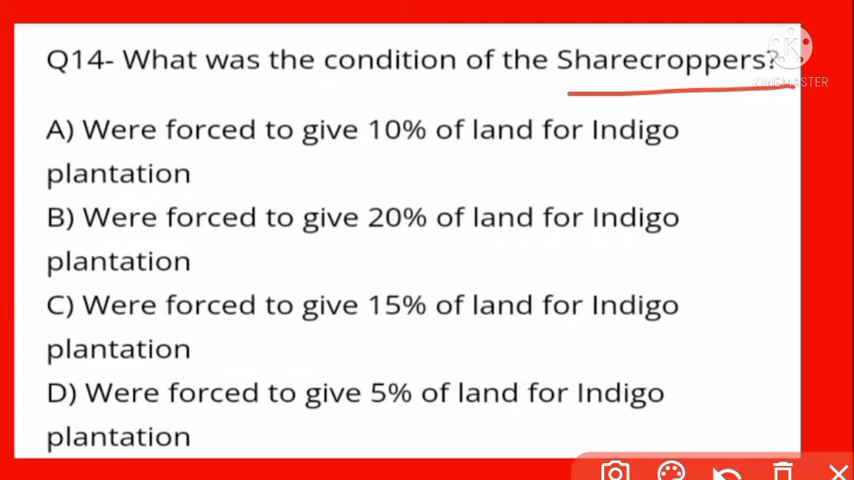 Q14- What was the condition of the Sharecroppers?
KINEMASTER
A) Were forced to give 10% of land for Indigo
plantation
B) Were forced to give 20% of land for Indigo
plantation
C) Were forced to give 15% of land for Indigo
plantation
D) Were forced to give 5% of land for Indigo
plantation